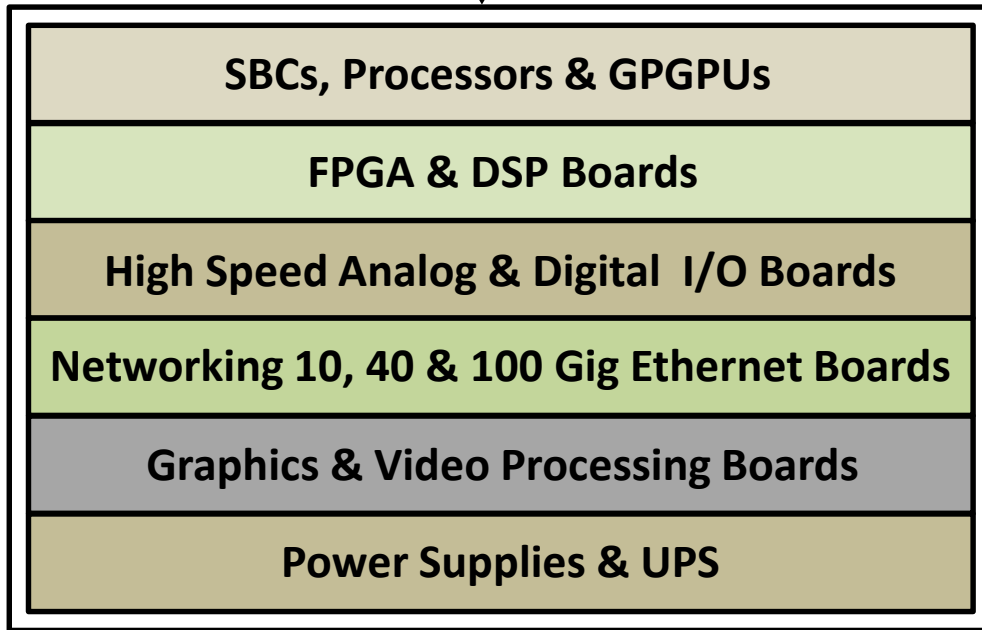 SBCs, Processors & GPGPUs
FPGA & DSP Boards
High Speed Analog & Digital  I/O Boards
Networking 10, 40 & 100 Gig Ethernet Boards
Graphics & Video Processing Boards
Power Supplies & UPS